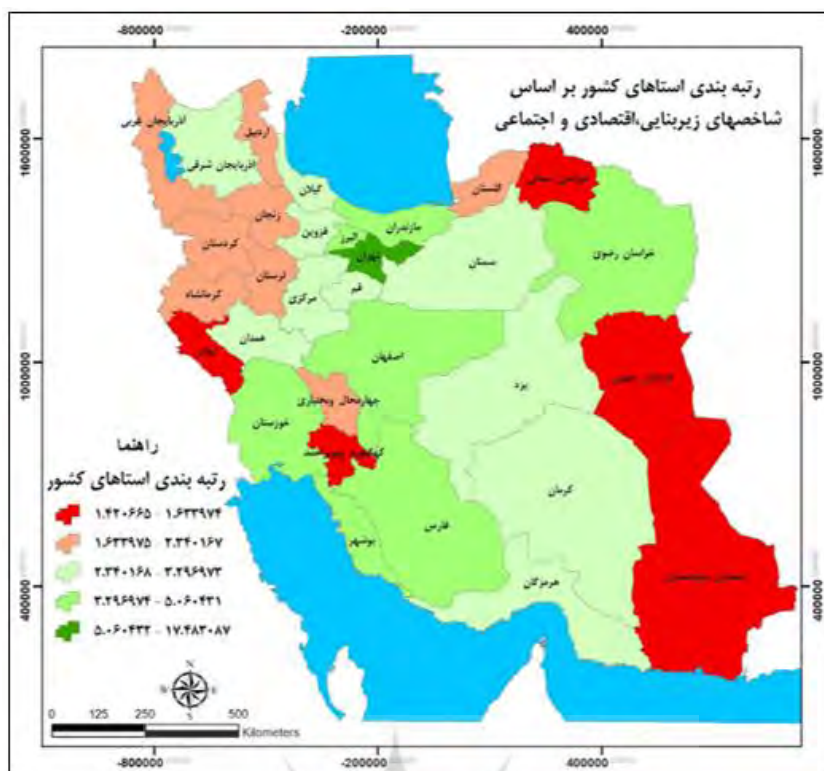 -800000 -200000 400000
رتبه بندی استاهای کشور بر اساس
شاخصهای زیربنایی،اقتصادی و اجتماعی
1600000 1600000
1000000 1000000
400000 400000
آذربایجان غربی
اردبیل
آذربایجان شرقی
گیلان
گلستان
خراسان شمالی
زنجان
مازندران
قزوین
البرز
کردستان
تهران
سمنان
خراسان رضوی
لرستان
قم
کرمانشاه
مرکزی
همدان
ایلام
اصفهان
یزد
چهارمحال وبختیاری
خوزستان
کرمان
فارس
بوشهر
هرمزگان
راهنما
رتبه بندی استاهای کشور
۱.۴۲۰۶۶۵ - ۱.۶۳۳۹۷۴
۱.۶۳۳۹۷۵ - ۲.۳۴۰۱۶۷
۲.۳۴۰۱۶۸ - ۳.۲۹۶۹۷۳
۳.۲۹۶۹۷۴ - ۵.۰۶۰۴۳۱
۵.۰۶۰۴۳۲ - ۱۷.۴۸۳۰۸۷
N
W E
S
0 125 250 500
Kilometers
-800000 -200000 400000